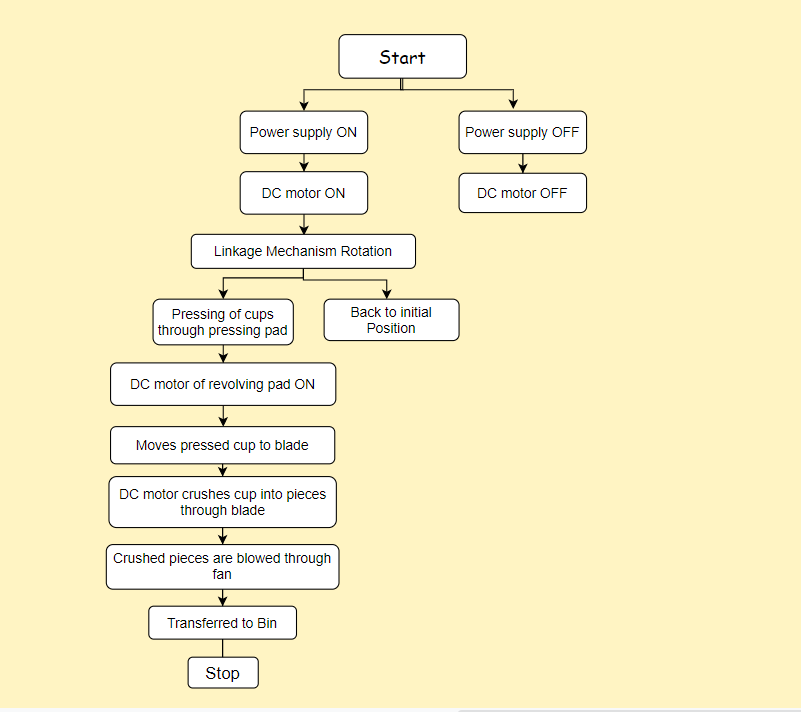 Start
Power supply ON
Power supply OFF
DC motor ON
DC motor OFF
Linkage Mechanism Rotation
Pressing of cups
through pressing pad
Back to initial
Position
DC motor of revolving pad ON
Moves pressed cup to blade
DC motor crushes cup into pieces
through blade
Crushed pieces are blowed through
fan
Transferred to Bin
Stop